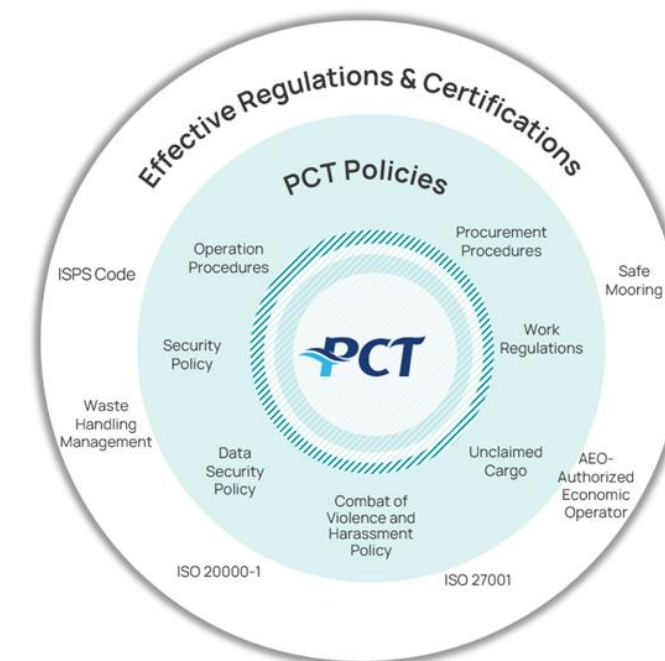 Effective Regulations & Certifications
PCT Policies
Operation
Procedures
Procurement
Procedures
ISPS Code
Safe
Mooring
Security
Policy
PCT
Work
Regulations
Waste
Handling
Management
Data
Security
Policy
Unclaimed
Cargo
AEO-
Authorized
Economic
Operator
Combat of
Violence and
Harassment
Policy
ISO 20000-1
ISO 27001